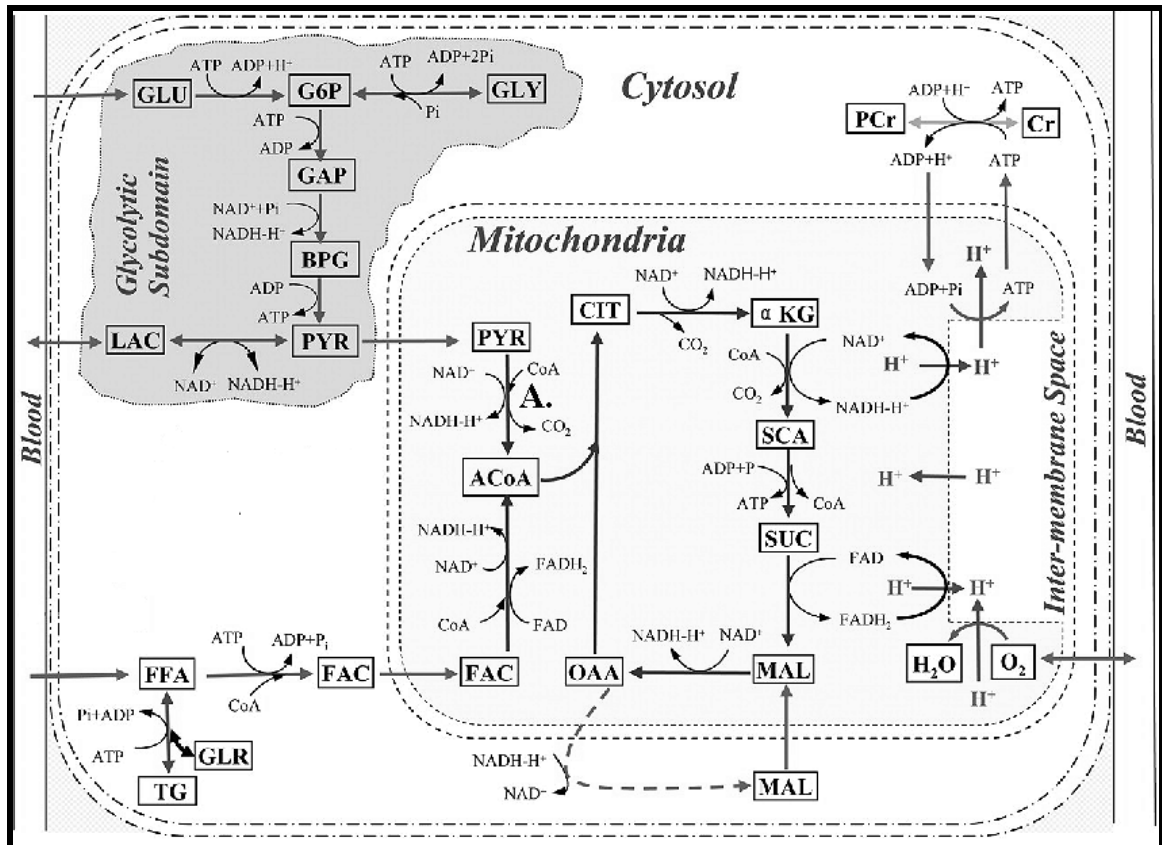 Cytosol
ATP
ADP+H⁻
ATP
ADP+2Pi
GLU
G6P
GLY
Pi
ATP
ADP
GAP
Glycolytic
Subdomain
NAD⁺+Pi
NADH-H⁻
BPG
ADP
ATP
LAC
PYR
NAD⁺
NADH-H⁺
ADP+H⁻
ATP
PCr
Cr
ADP+H⁺
ATP
Mitochondria
H⁺
ADP+Pi
ATP
NAD⁺
NADH-H⁺
CIT
α KG
CO₂
PYR
NAD⁻
CoA
A.
NADH-H⁺
CO₂
CoA
NAD⁺
CO₂
NADH-H⁺
H⁺
H⁺
SCA
ACoA
ADP+P
ATP
CoA
H⁺
H⁺
SUC
NADH-H⁺
NAD⁺
FADH₂
CoA
FAD
FAD
FADH₂
H⁺
H⁺
Inter-membrane Space
Blood
Blood
ATP
ADP+Pᵢ
FFA
CoA
FAC
FAC
OAA
NADH-H⁺
NAD⁺
MAL
H₂O
O₂
H⁺
Pi+ADP
ATP
GLR
TG
NADH-H⁺
NAD⁻
MAL